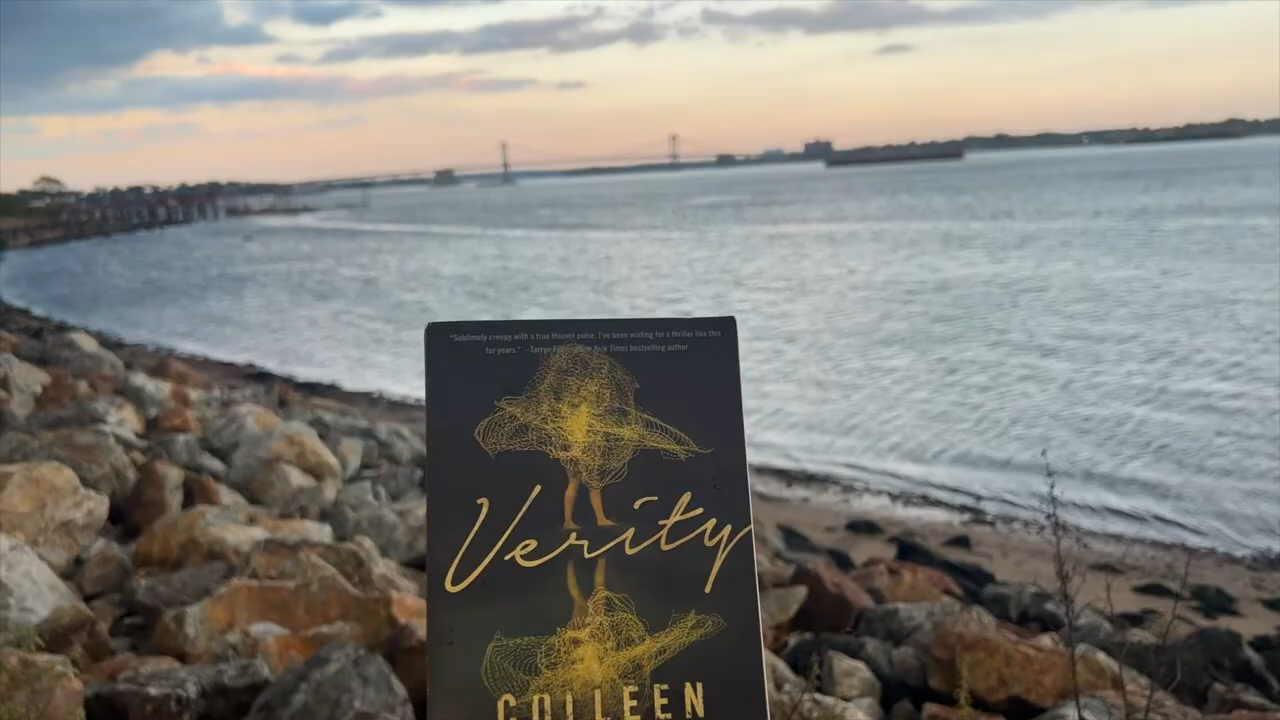 "Sublimely creepy with a true Hoover pulse. I've been waiting for a thriller like this
for years." —Tarryn New York Times bestselling author
Verity
COLLEEN